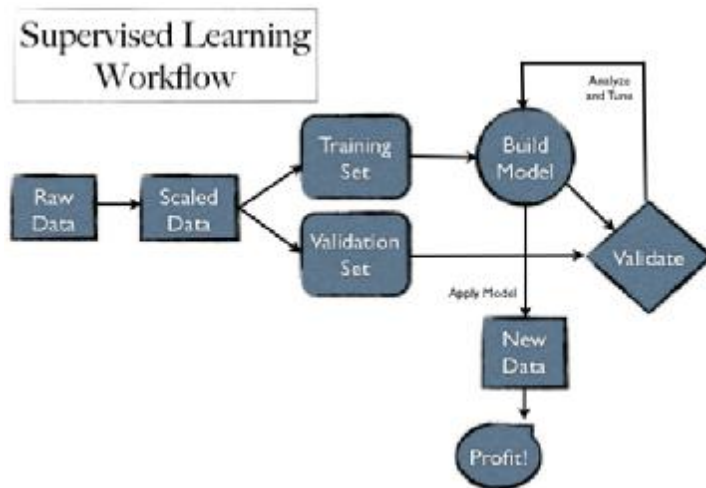 Supervised Learning
Workflow
Analyze
and Tune
Training
Set
Build
Model
Raw
Data
Scaled
Data
Validation
Set
Validate
Apply Model
New
Data
Profit!